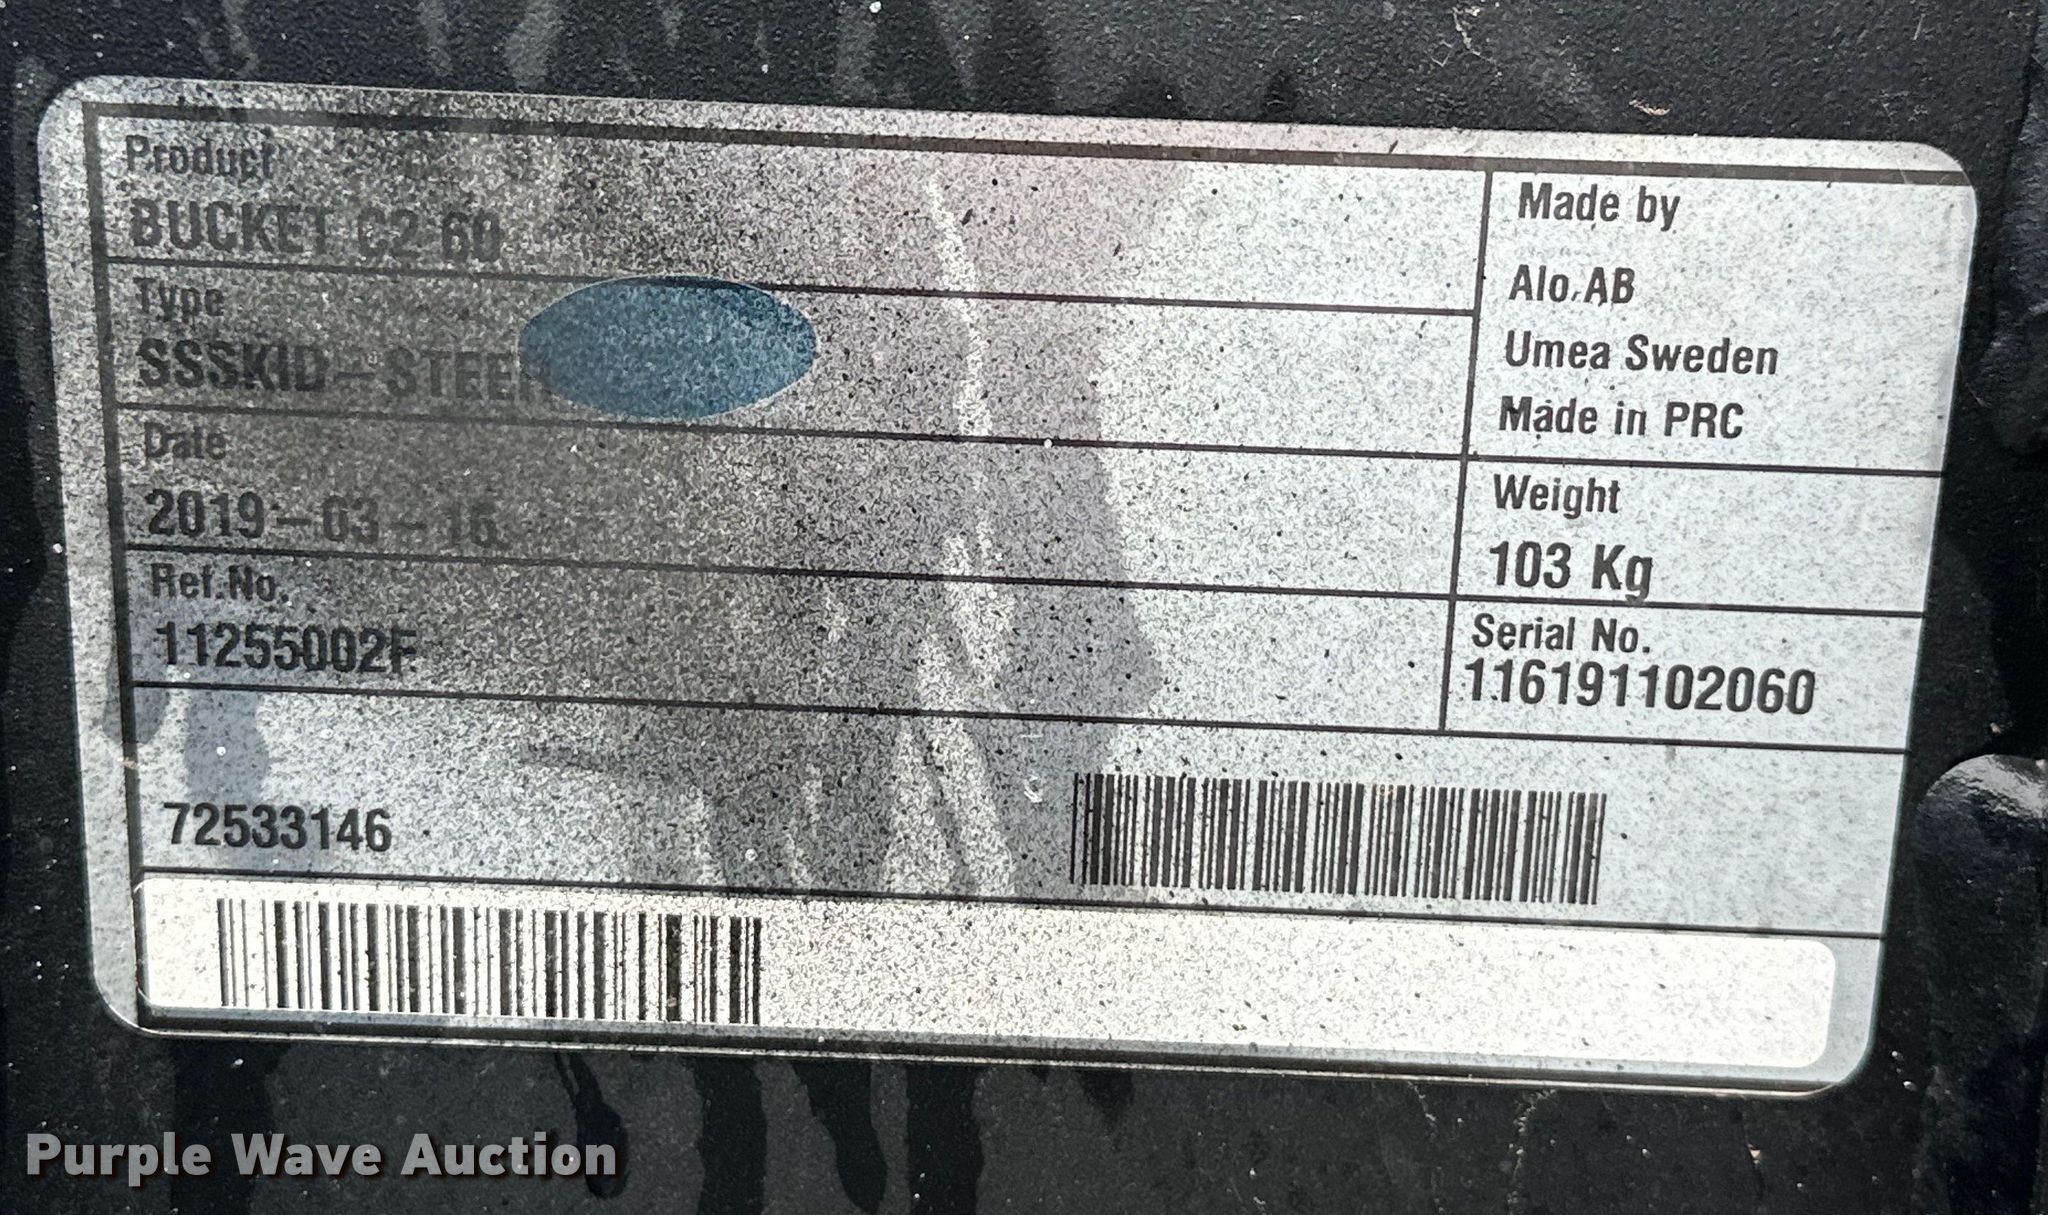 Product
BUCKET C2 60
Type
SSSKID-STEER
Date
2019-03-16
Ref.No.
11255002F
72533146
Made by
Alo AB
Umea Sweden
Made in PRC
Weight
103 Kg
Serial No.
116191102060
Purple Wave Auction